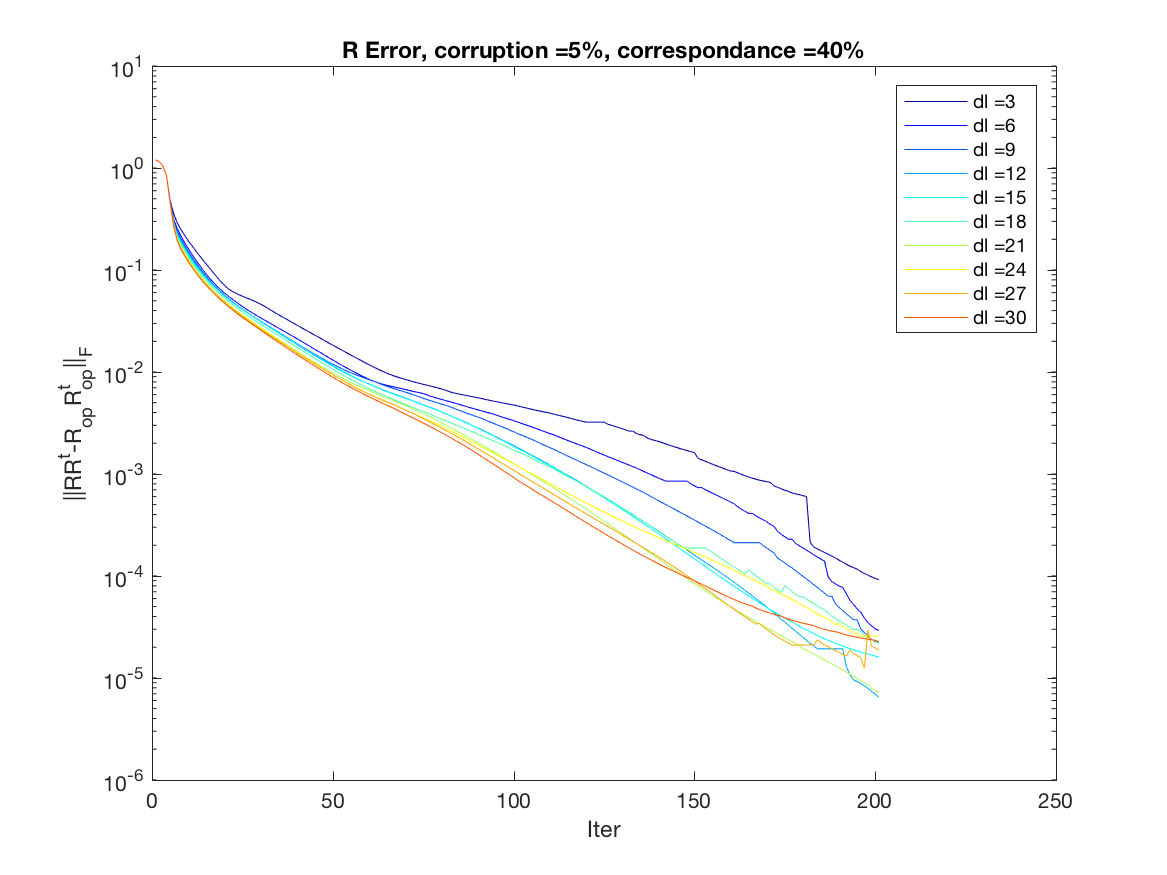 R Error, corruption =5%, correspondance =40%
10^1
10^0
10^-1
10^-2
10^-3
10^-4
10^-5
10^-6
||RR^t-R_op R_op^t||_F
dl =3
dl =6
dl =9
dl =12
dl =15
dl =18
dl =21
dl =24
dl =27
dl =30
0 50 100 150 200 250
Iter